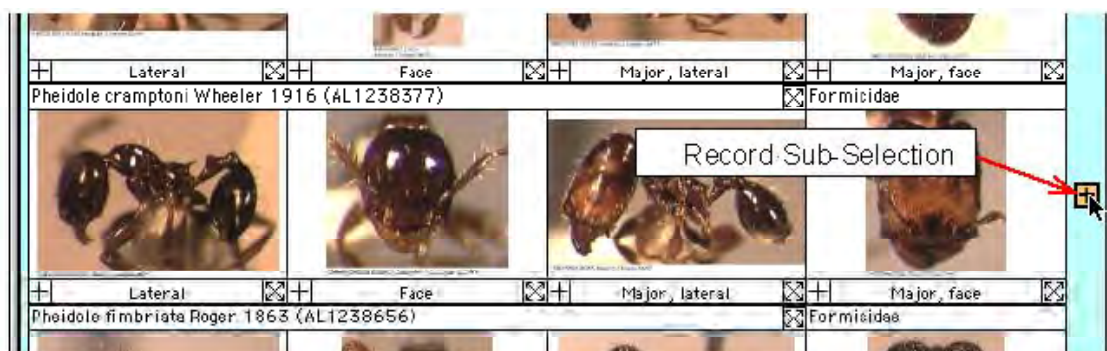 Lateral Face Major, lateral Major, face
Pheidole cramptoni Wheeler 1916 (AL1238377) Formicidae
Record Sub-Selection
Lateral Face Major, lateral Major, face
Pheidole fimbriata Roger 1863 (AL1238656) Formicidae